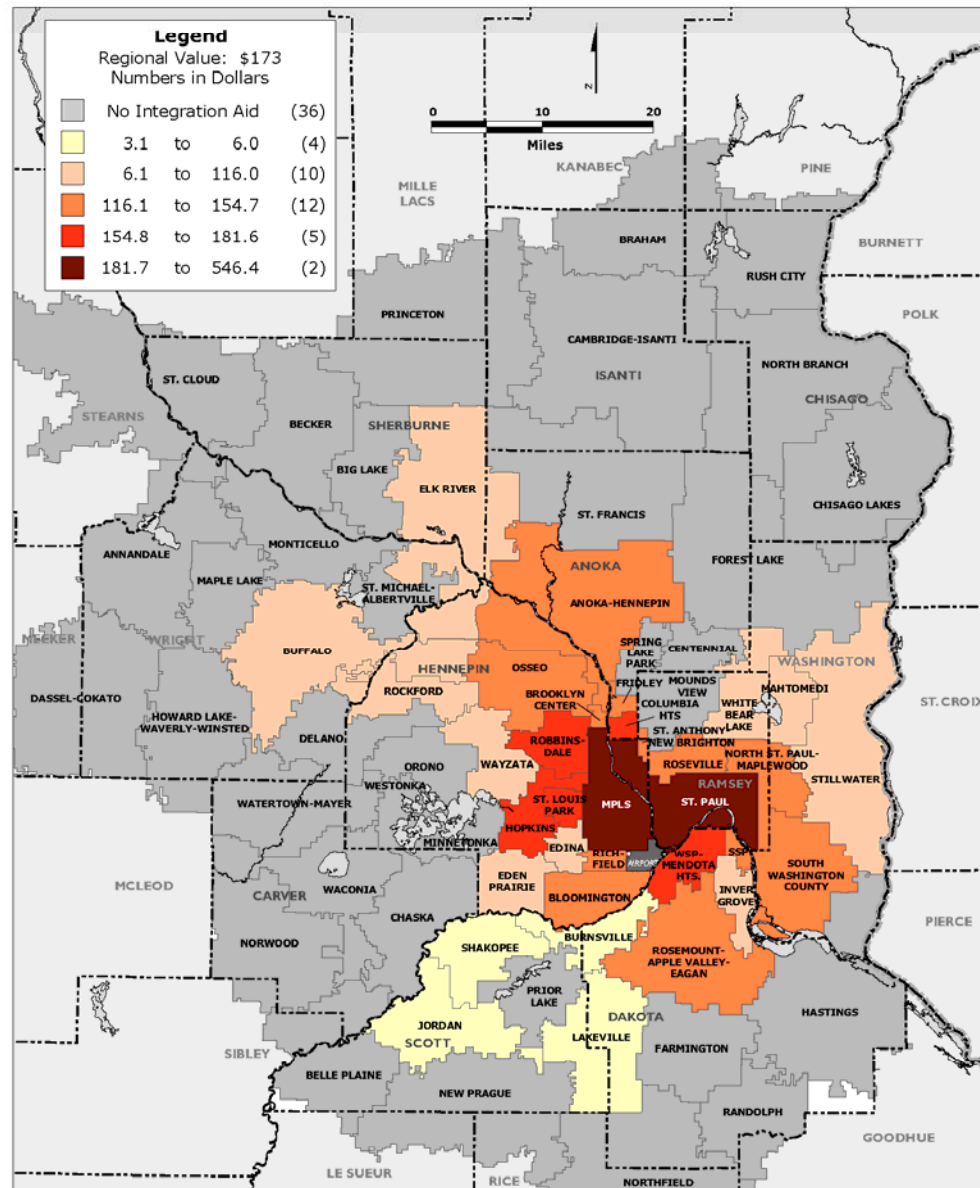 Legend
Regional Value: $173
Numbers in Dollars
No Integration Aid (36)
3.1 to 6.0 (4)
6.1 to 116.0 (10)
116.1 to 154.7 (12)
154.8 to 181.6 (5)
181.7 to 546.4 (2)
N
0 10 20
Miles
KANABEC
PINE
MILLE
LACS
BRAHAM
BURNETT
RUSH CITY
PRINCETON
POLK
CAMBRIDGE-ISANTI
NORTH BRANCH
ISANTI
ST. CLOUD
CHISAGO
STEARNS
BECKER
SHERBURNE
BIG LAKE
ELK RIVER
CHISAGO LAKES
ST. FRANCIS
MONTICELLO
ANNANDALE
FOREST LAKE
ANOKA
MAPLE LAKE
ST. MICHAEL-
ALBERTVILLE
ANOKA-HENNEPIN
MEEKER
WRIGHT
BUFFALO
SPRING
LAKE
PARK
CENTENNIAL
WASHINGTON
HENNEPIN
OSSEO
FRIDLEY
MOUNDS
VIEW
MAHTOMEDI
ROCKFORD
BROOKLYN
CENTER
COLUMBIA
HTS
WHITE
BEAR
LAKE
ST. CROIX
DASSEL-COKATO
HOWARD LAKE-
WAVERLY-WINSTED
DELANO
ST. ANTHONY
NEW BRIGHTON
ROBBINS-
DALE
ORONO
WAYZATA
ROSEVILLE
NORTH ST. PAUL-
MAPLEWOOD
STILLWATER
WESTONKA
RAMSEY
WATERTOWN-MAYER
ST. LOUIS
PARK
MPLS
ST. PAUL
HOPKINS
MINNETONKA
EDINA
RICH-
FIELD
AIRPORT
WSP-
MENDOTA
HTS.
SSP
SOUTH
WASHINGTON
COUNTY
MCLEOD
CARVER
WACONIA
EDEN
PRAIRIE
BLOOMINGTON
INVER
GROVE
CHASKA
PIERCE
NORWOOD
SHAKOPEE
BURNSVILLE
ROSEMOUNT-
APPLE VALLEY-
EAGAN
PRIOR
LAKE
HASTINGS
JORDAN
DAKOTA
SCOTT
LAKEVILLE
FARMINGTON
SIBLEY
BELLE PLAINE
NEW PRAGUE
RANDOLPH
GOODHUE
LE SUEUR
RICE
NORTHFIELD